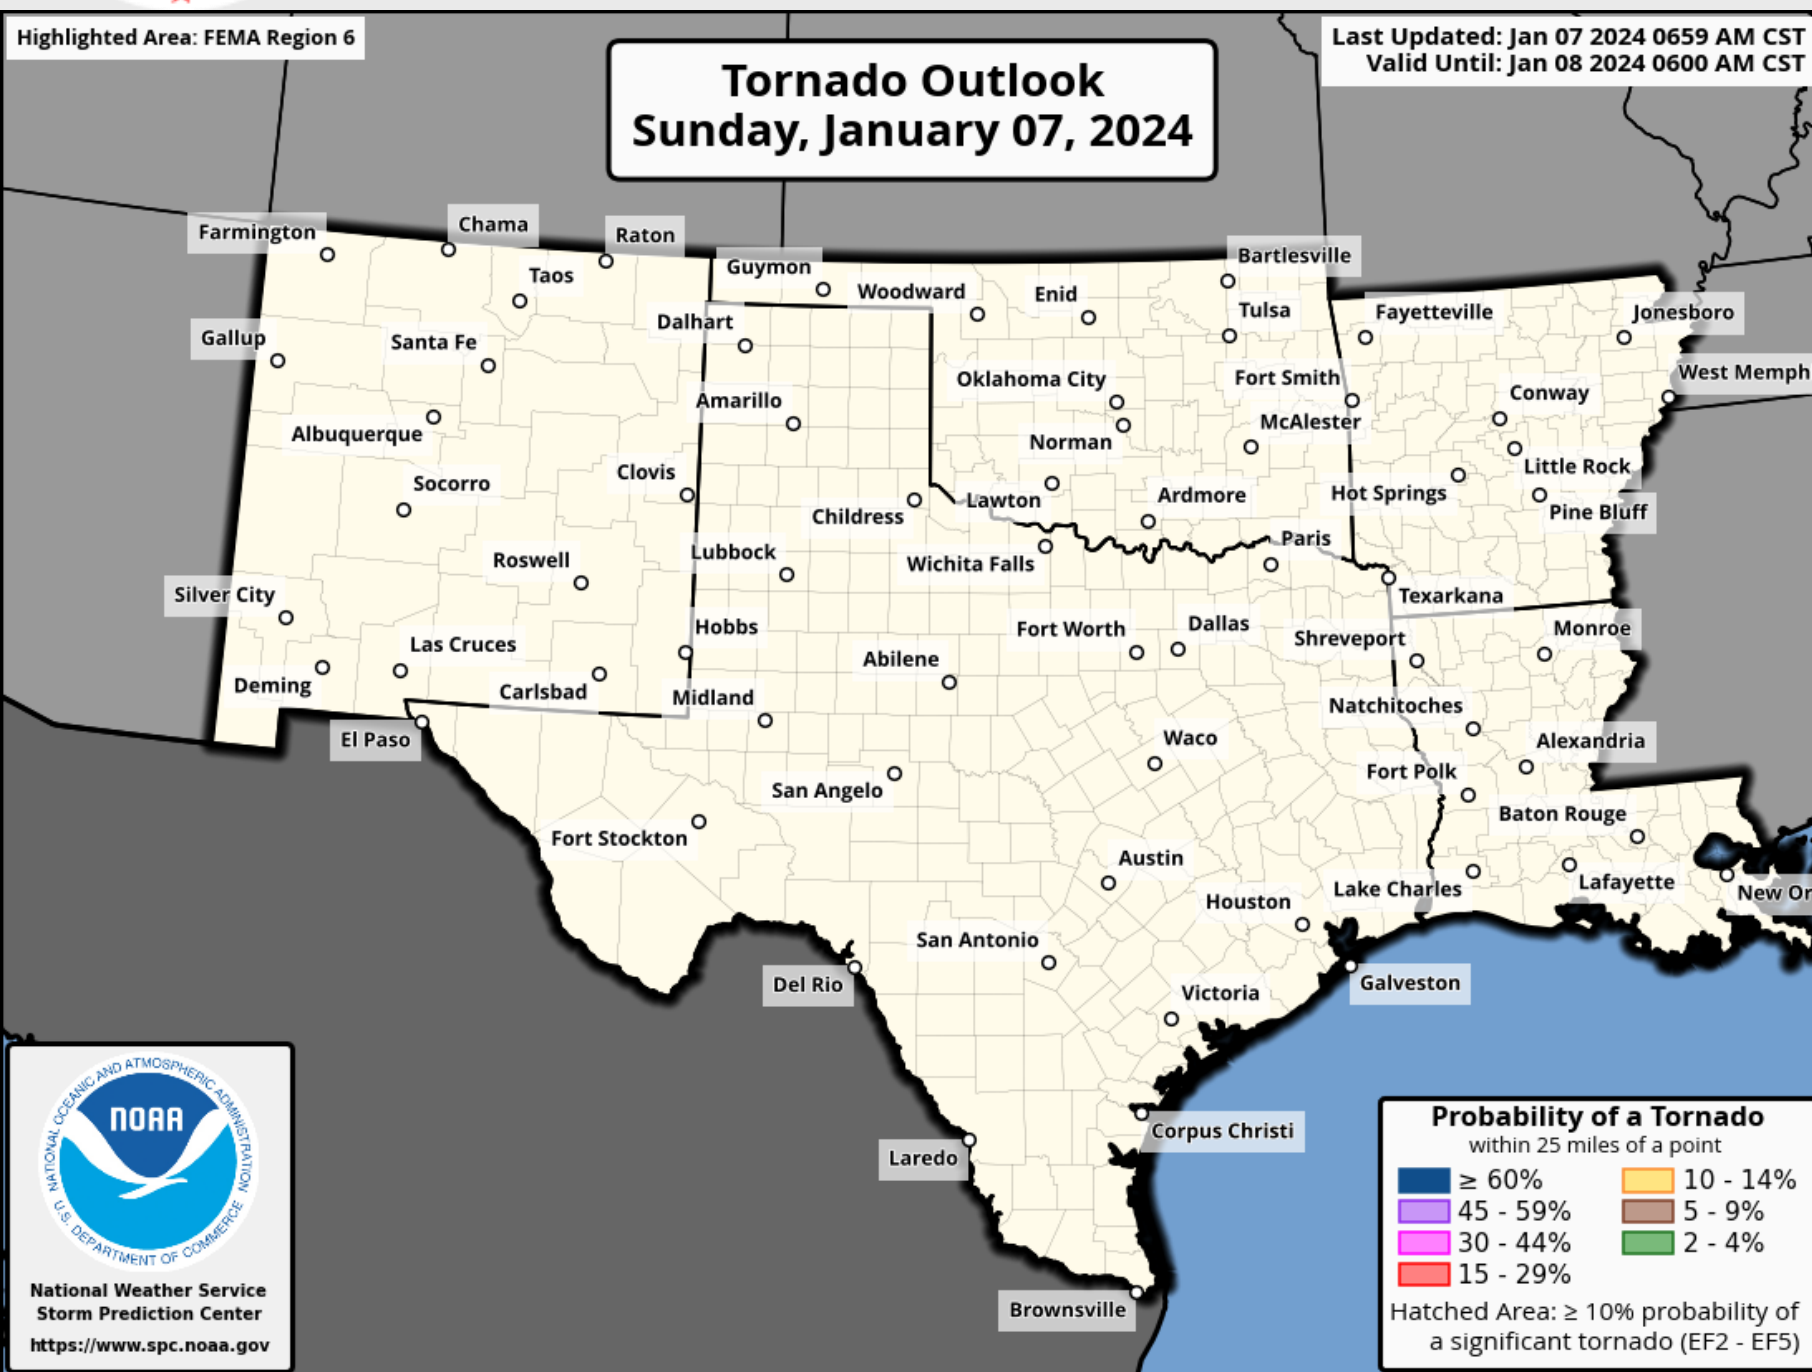 Highlighted Area: FEMA Region 6
Tornado Outlook
Sunday, January 07, 2024
Last Updated: Jan 07 2024 0659 AM CST
Valid Until: Jan 08 2024 0600 AM CST
Farmington
Chama
Raton
Taos
Guymon
Woodward
Enid
Bartlesville
Tulsa
Fayetteville
Jonesboro
Gallup
Santa Fe
Dalhart
Oklahoma City
Fort Smith
Conway
West Memph
Amarillo
Albuquerque
Norman
McAlester
Little Rock
Socorro
Clovis
Childress
Lawton
Ardmore
Hot Springs
Pine Bluff
Roswell
Lubbock
Wichita Falls
Paris
Silver City
Texarkana
Las Cruces
Hobbs
Fort Worth
Dallas
Shreveport
Monroe
Abilene
Deming
Carlsbad
Midland
Natchitoches
El Paso
Waco
Alexandria
San Angelo
Fort Polk
Fort Stockton
Baton Rouge
Austin
Houston
Lake Charles
Lafayette
New Or
San Antonio
Del Rio
Victoria
Galveston
Corpus Christi
Laredo
Brownsville
NATIONAL OCEANIC AND ATMOSPHERIC ADMINISTRATION
NOAA
U.S. DEPARTMENT OF COMMERCE
National Weather Service
Storm Prediction Center
https://www.spc.noaa.gov
Probability of a Tornado
within 25 miles of a point
≥ 60%
10 - 14%
45 - 59%
5 - 9%
30 - 44%
2 - 4%
15 - 29%
Hatched Area: ≥ 10% probability of
a significant tornado (EF2 - EF5)